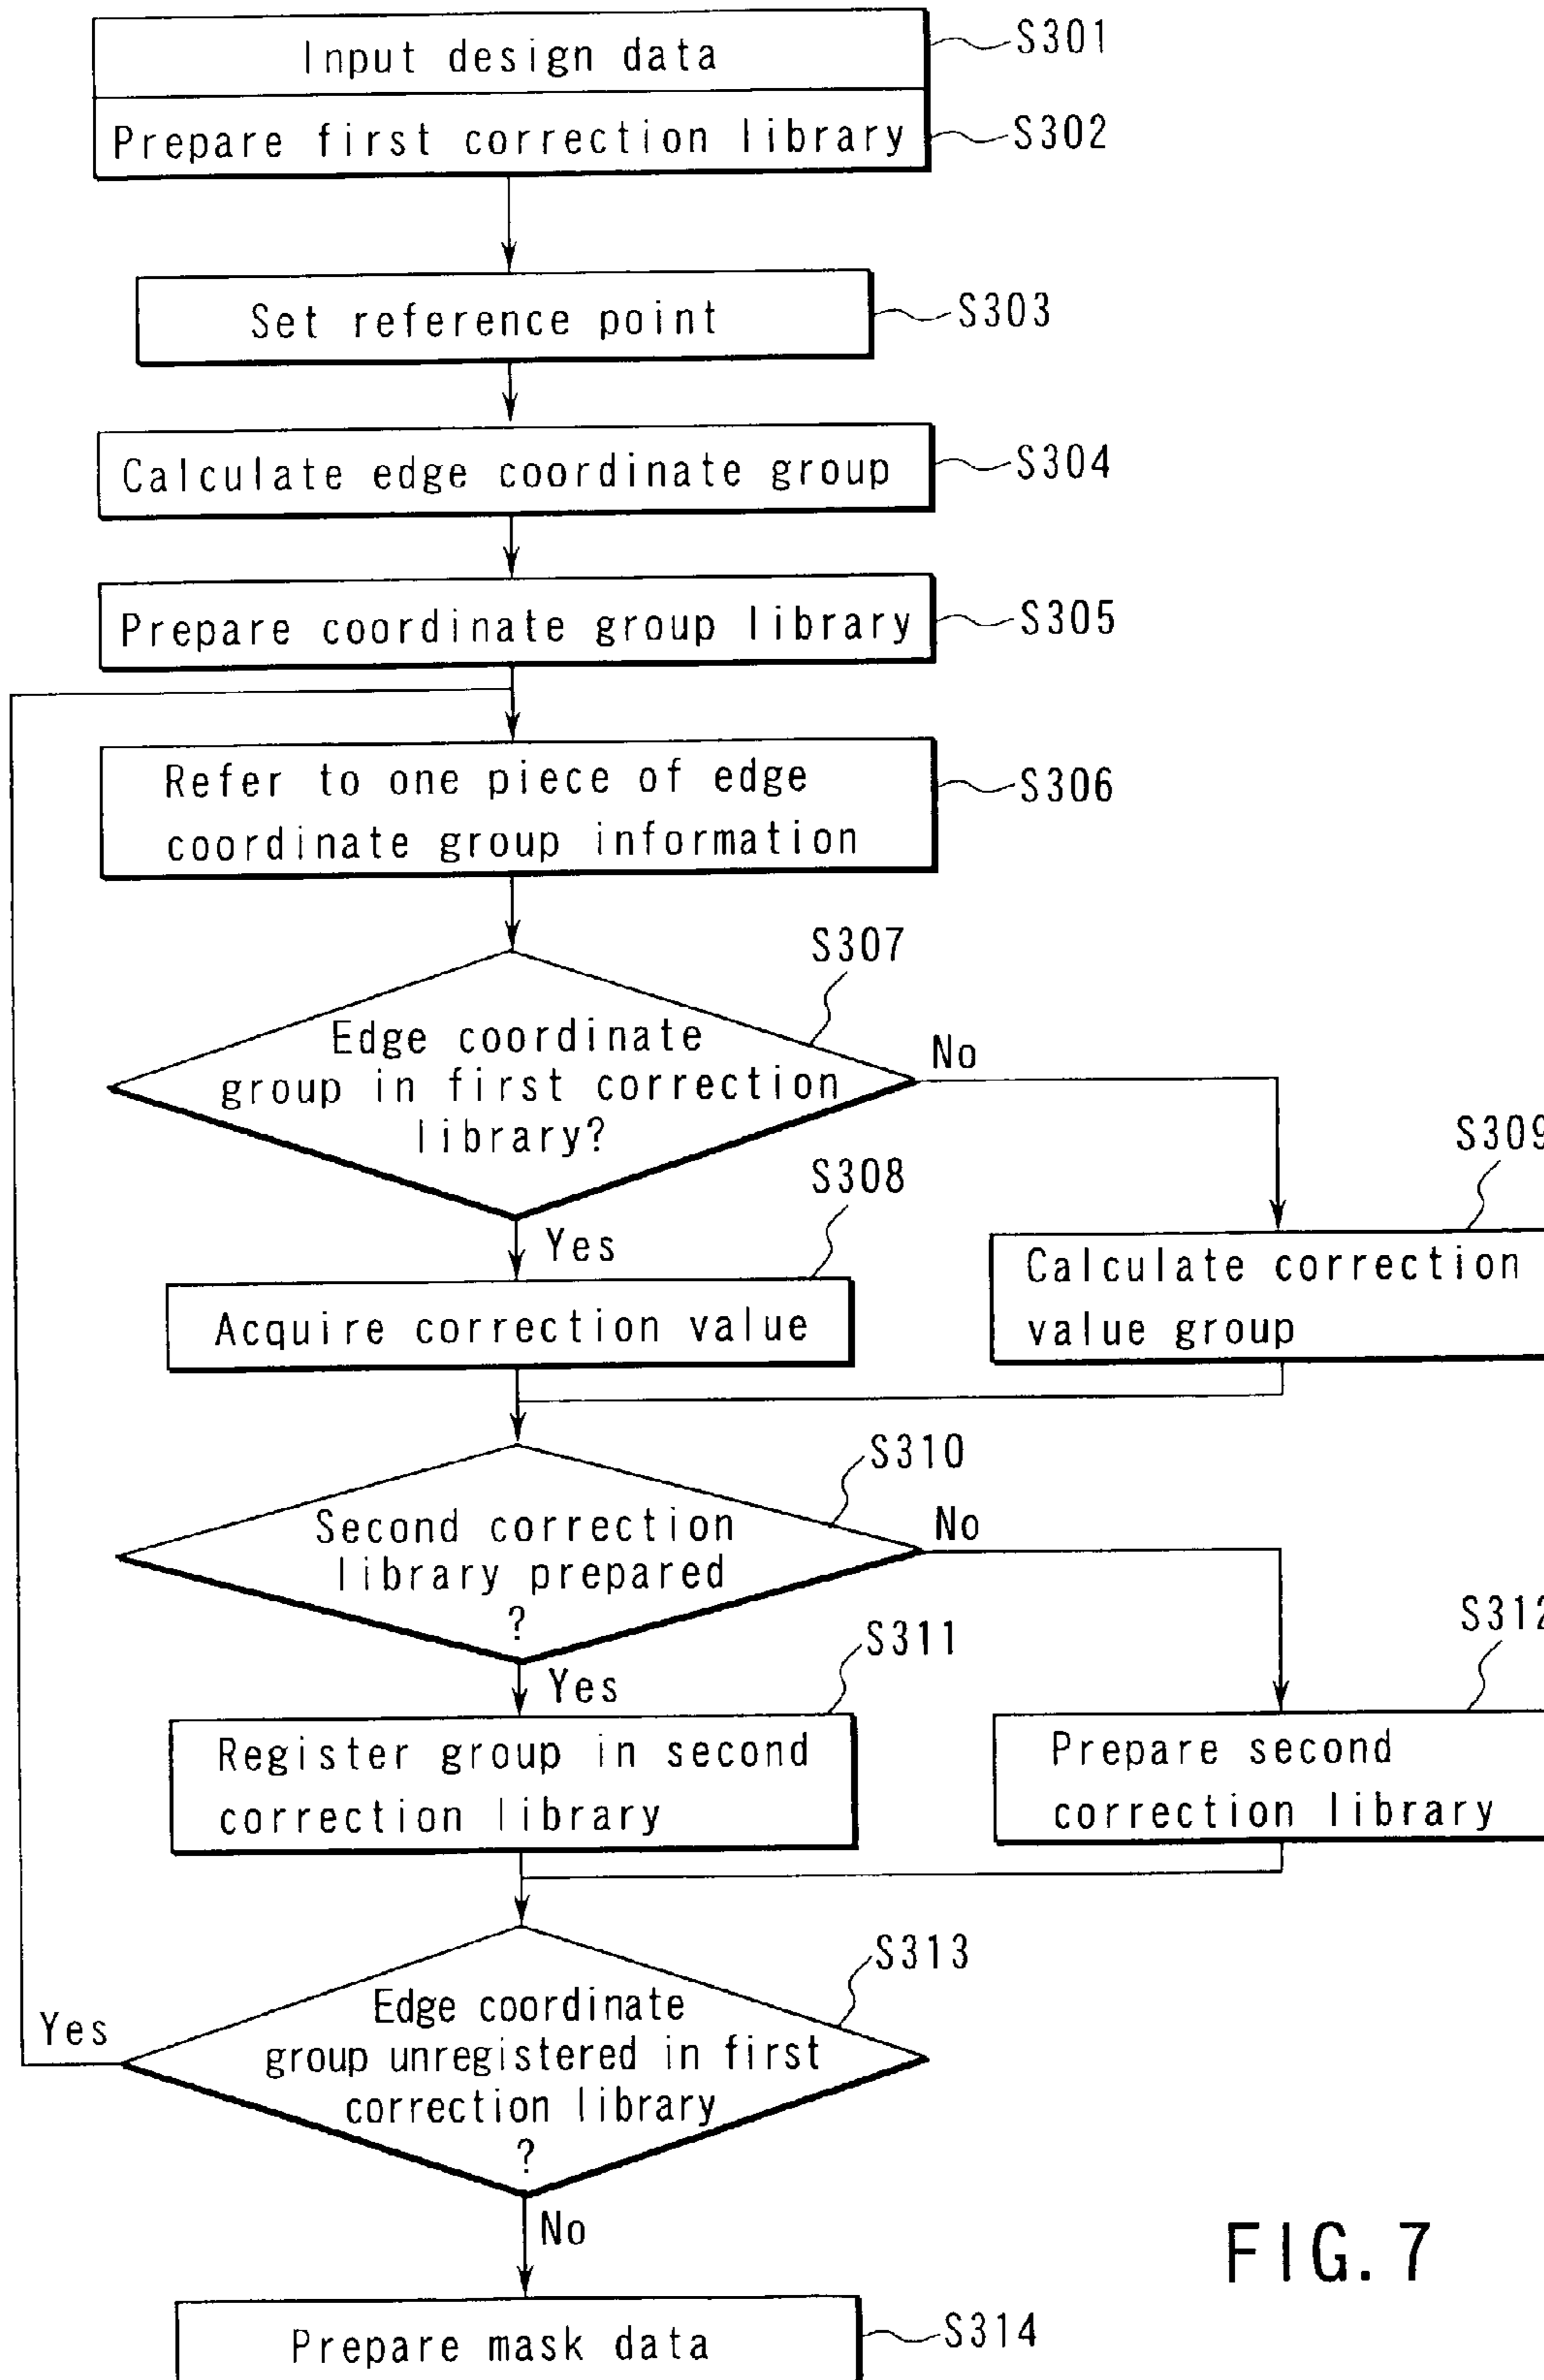 Input design data
S301
Prepare first correction library
S302
Set reference point
S303
Calculate edge coordinate group
S304
Prepare coordinate group library
S305
Refer to one piece of edge
coordinate group information
S306
S307
Edge coordinate
group in first correction
library?
No
Yes
S308
Acquire correction value
S309
Calculate correction
value group
S310
Second correction
library prepared
?
No
Yes
S311
Register group in second
correction library
S312
Prepare second
correction library
S313
Edge coordinate
group unregistered in first
correction library
?
Yes
No
Prepare mask data
S314
FIG. 7